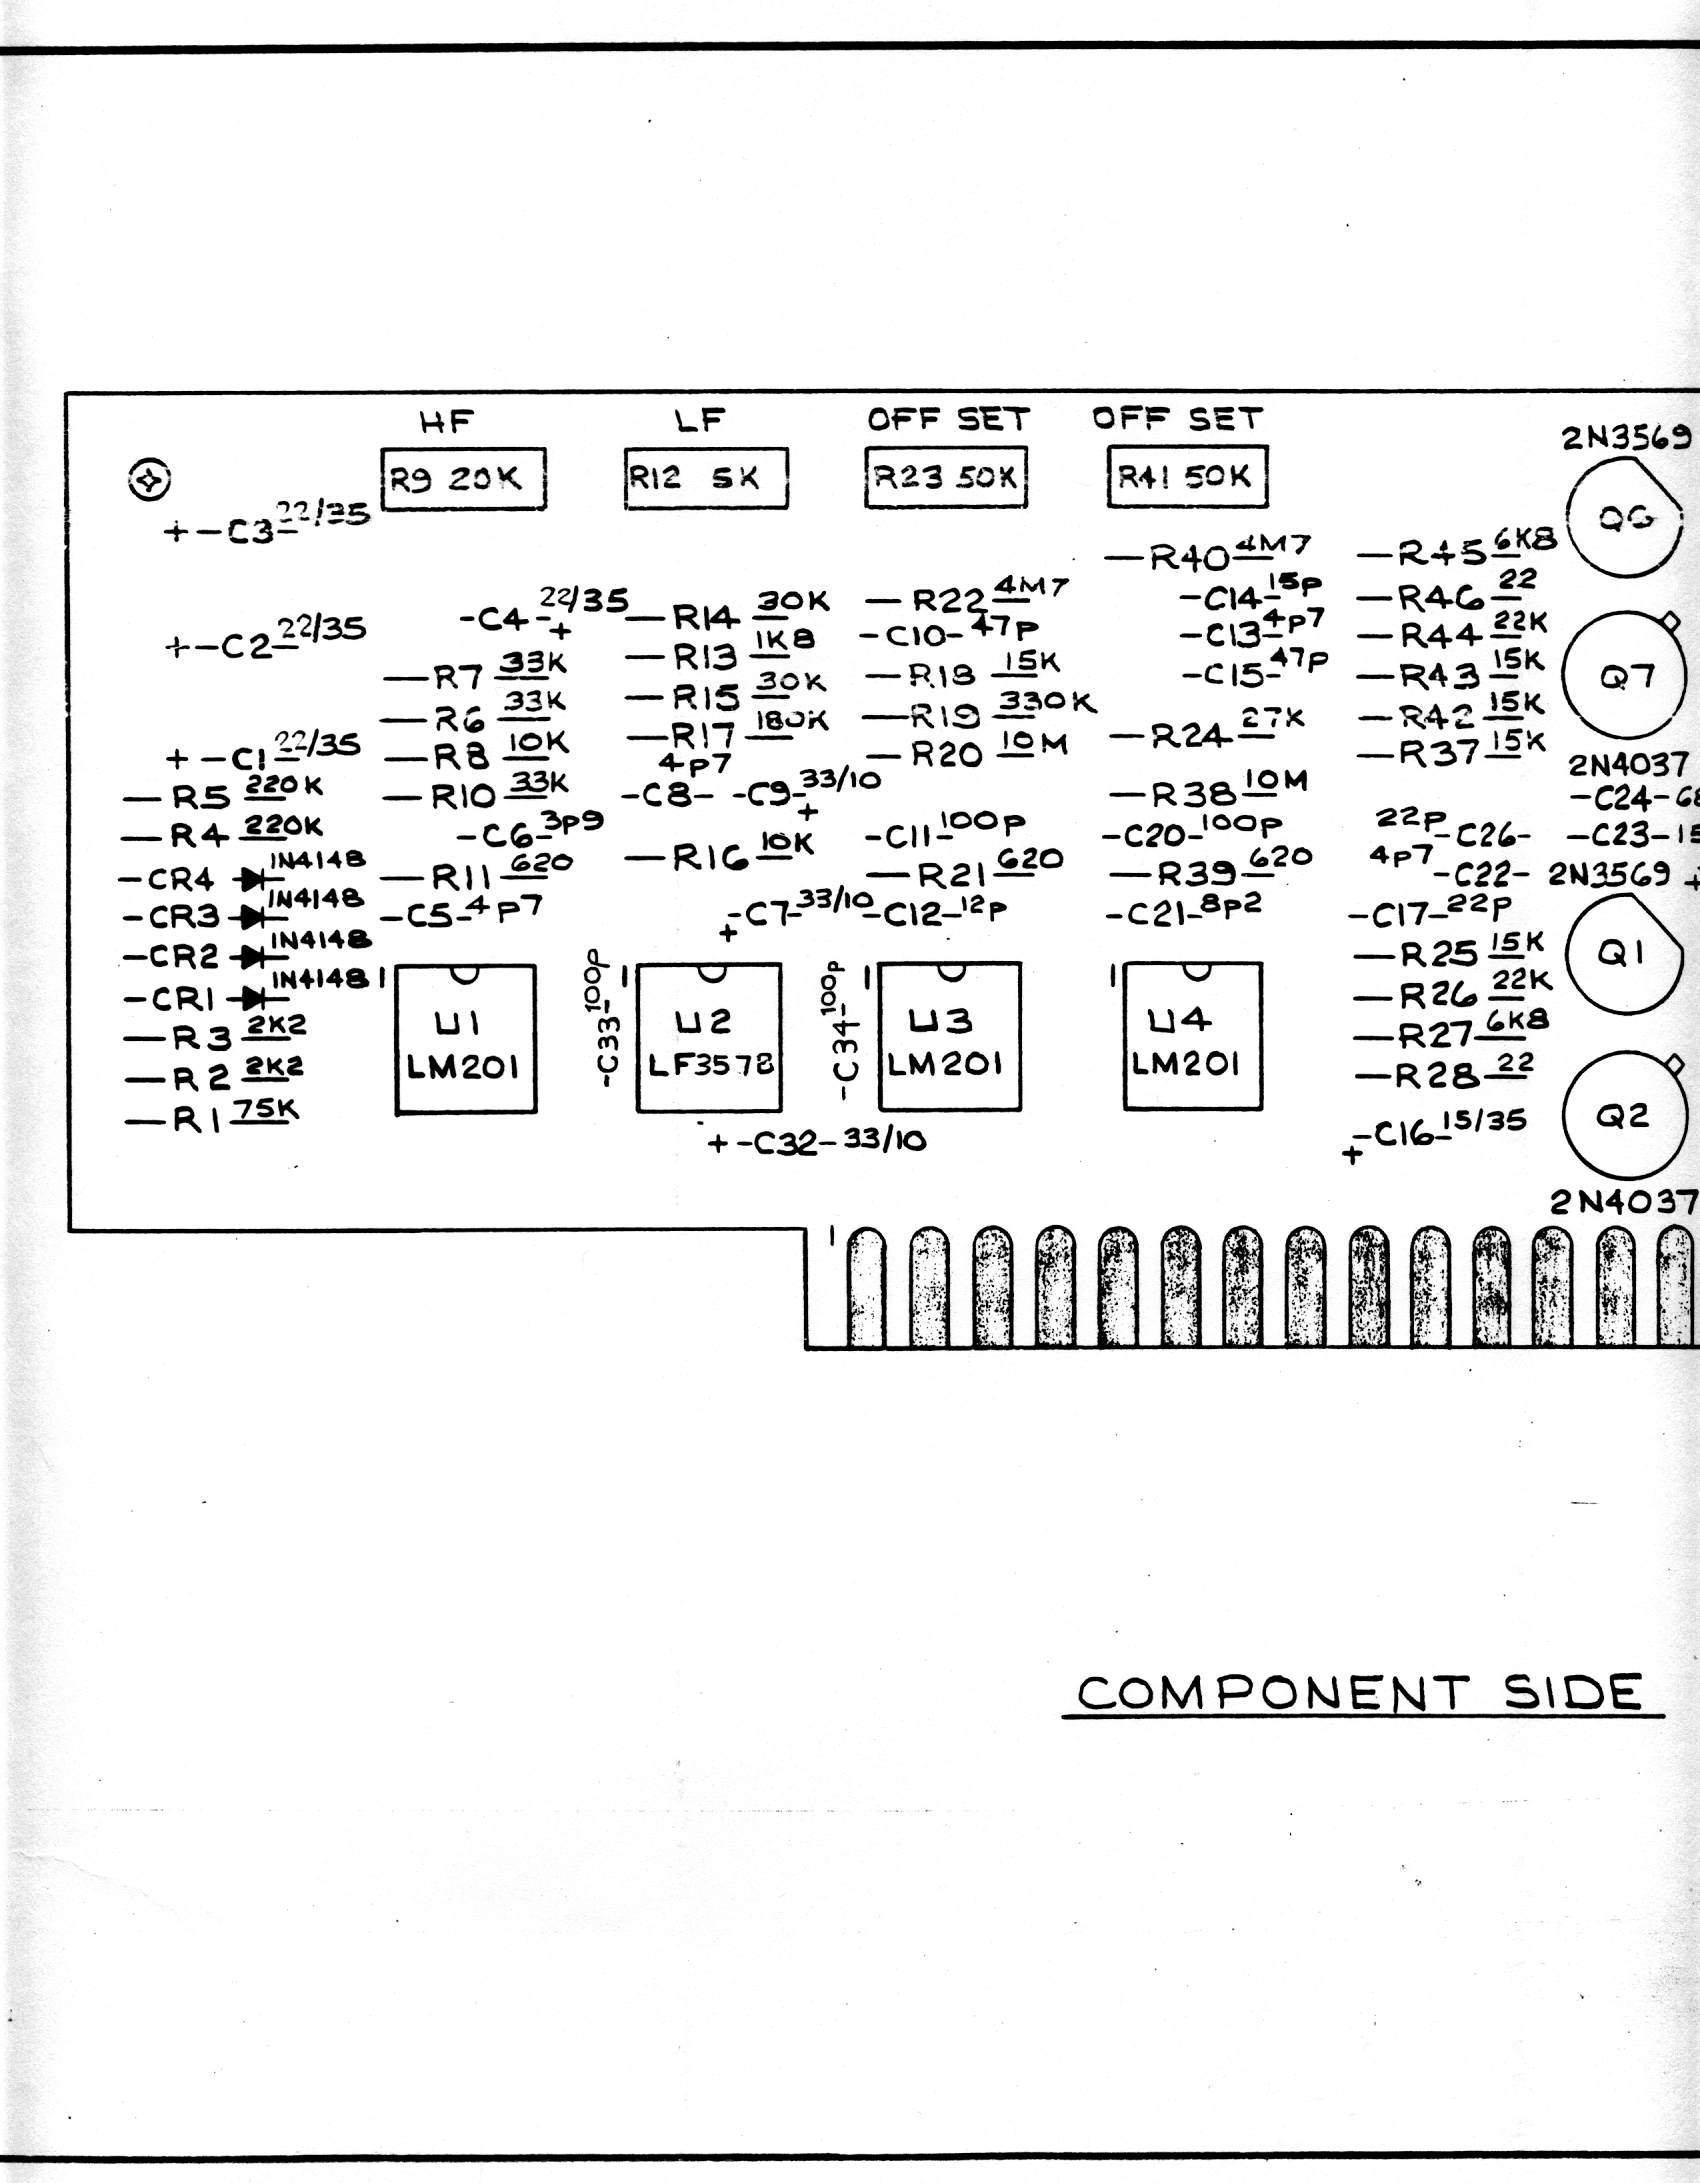 HF LF OFF SET OFF SET
R9 20K R12 5K R23 50K R41 50K
2N3569
Q6
+ -C3- 22/35
-R40- 4M7
-R45- 6K8
-C4- 22/35 +
-R14- 30K
-R22- 4M7
-C14- 15P
-R46- 22
+ -C2- 22/35
-R13- 1K8
-C10- 47P
-C13- 4P7
-R44- 22K
-R7- 33K
-R15- 30K
-R18- 15K
-C15- 47P
-R43- 15K
Q7
-R6- 33K
-R17- 180K
-R19- 330K
-R24- 27K
-R42- 15K
+ -C1- 22/35
-R8- 10K
4P7
-C8-
-R20- 10M
-R37- 15K
2N4037
-R5- 220K
-R10- 33K
-C9- 33/10 +
-R38- 10M
-C24- 68
-R4- 220K
-C6- 3P9
-R16- 10K
-C11- 100P
-C20- 100P
22P -C26-
-C23- 15
-CR4 1N4148
-R11- 620
-R21- 620
-R39- 620
4P7 -C22-
2N3569 +
-CR3 1N4148
-C5- 4P7
+ -C7- 33/10
-C12- 12P
-C21- 8P2
-C17- 22P
-CR2 1N4148
-R25- 15K
Q1
-CR1 1N4148
-R26- 22K
-R3- 2K2
-R27- 6K8
-R2- 2K2
-R28- 22
-R1- 75K
+ -C16- 15/35
Q2
1 U1
LM201
-C33- 100P
1 U2
LF357B
-C34- 100P
1 U3
LM201
1 U4
LM201
+ -C32- 33/10
2N4037
1
COMPONENT SIDE